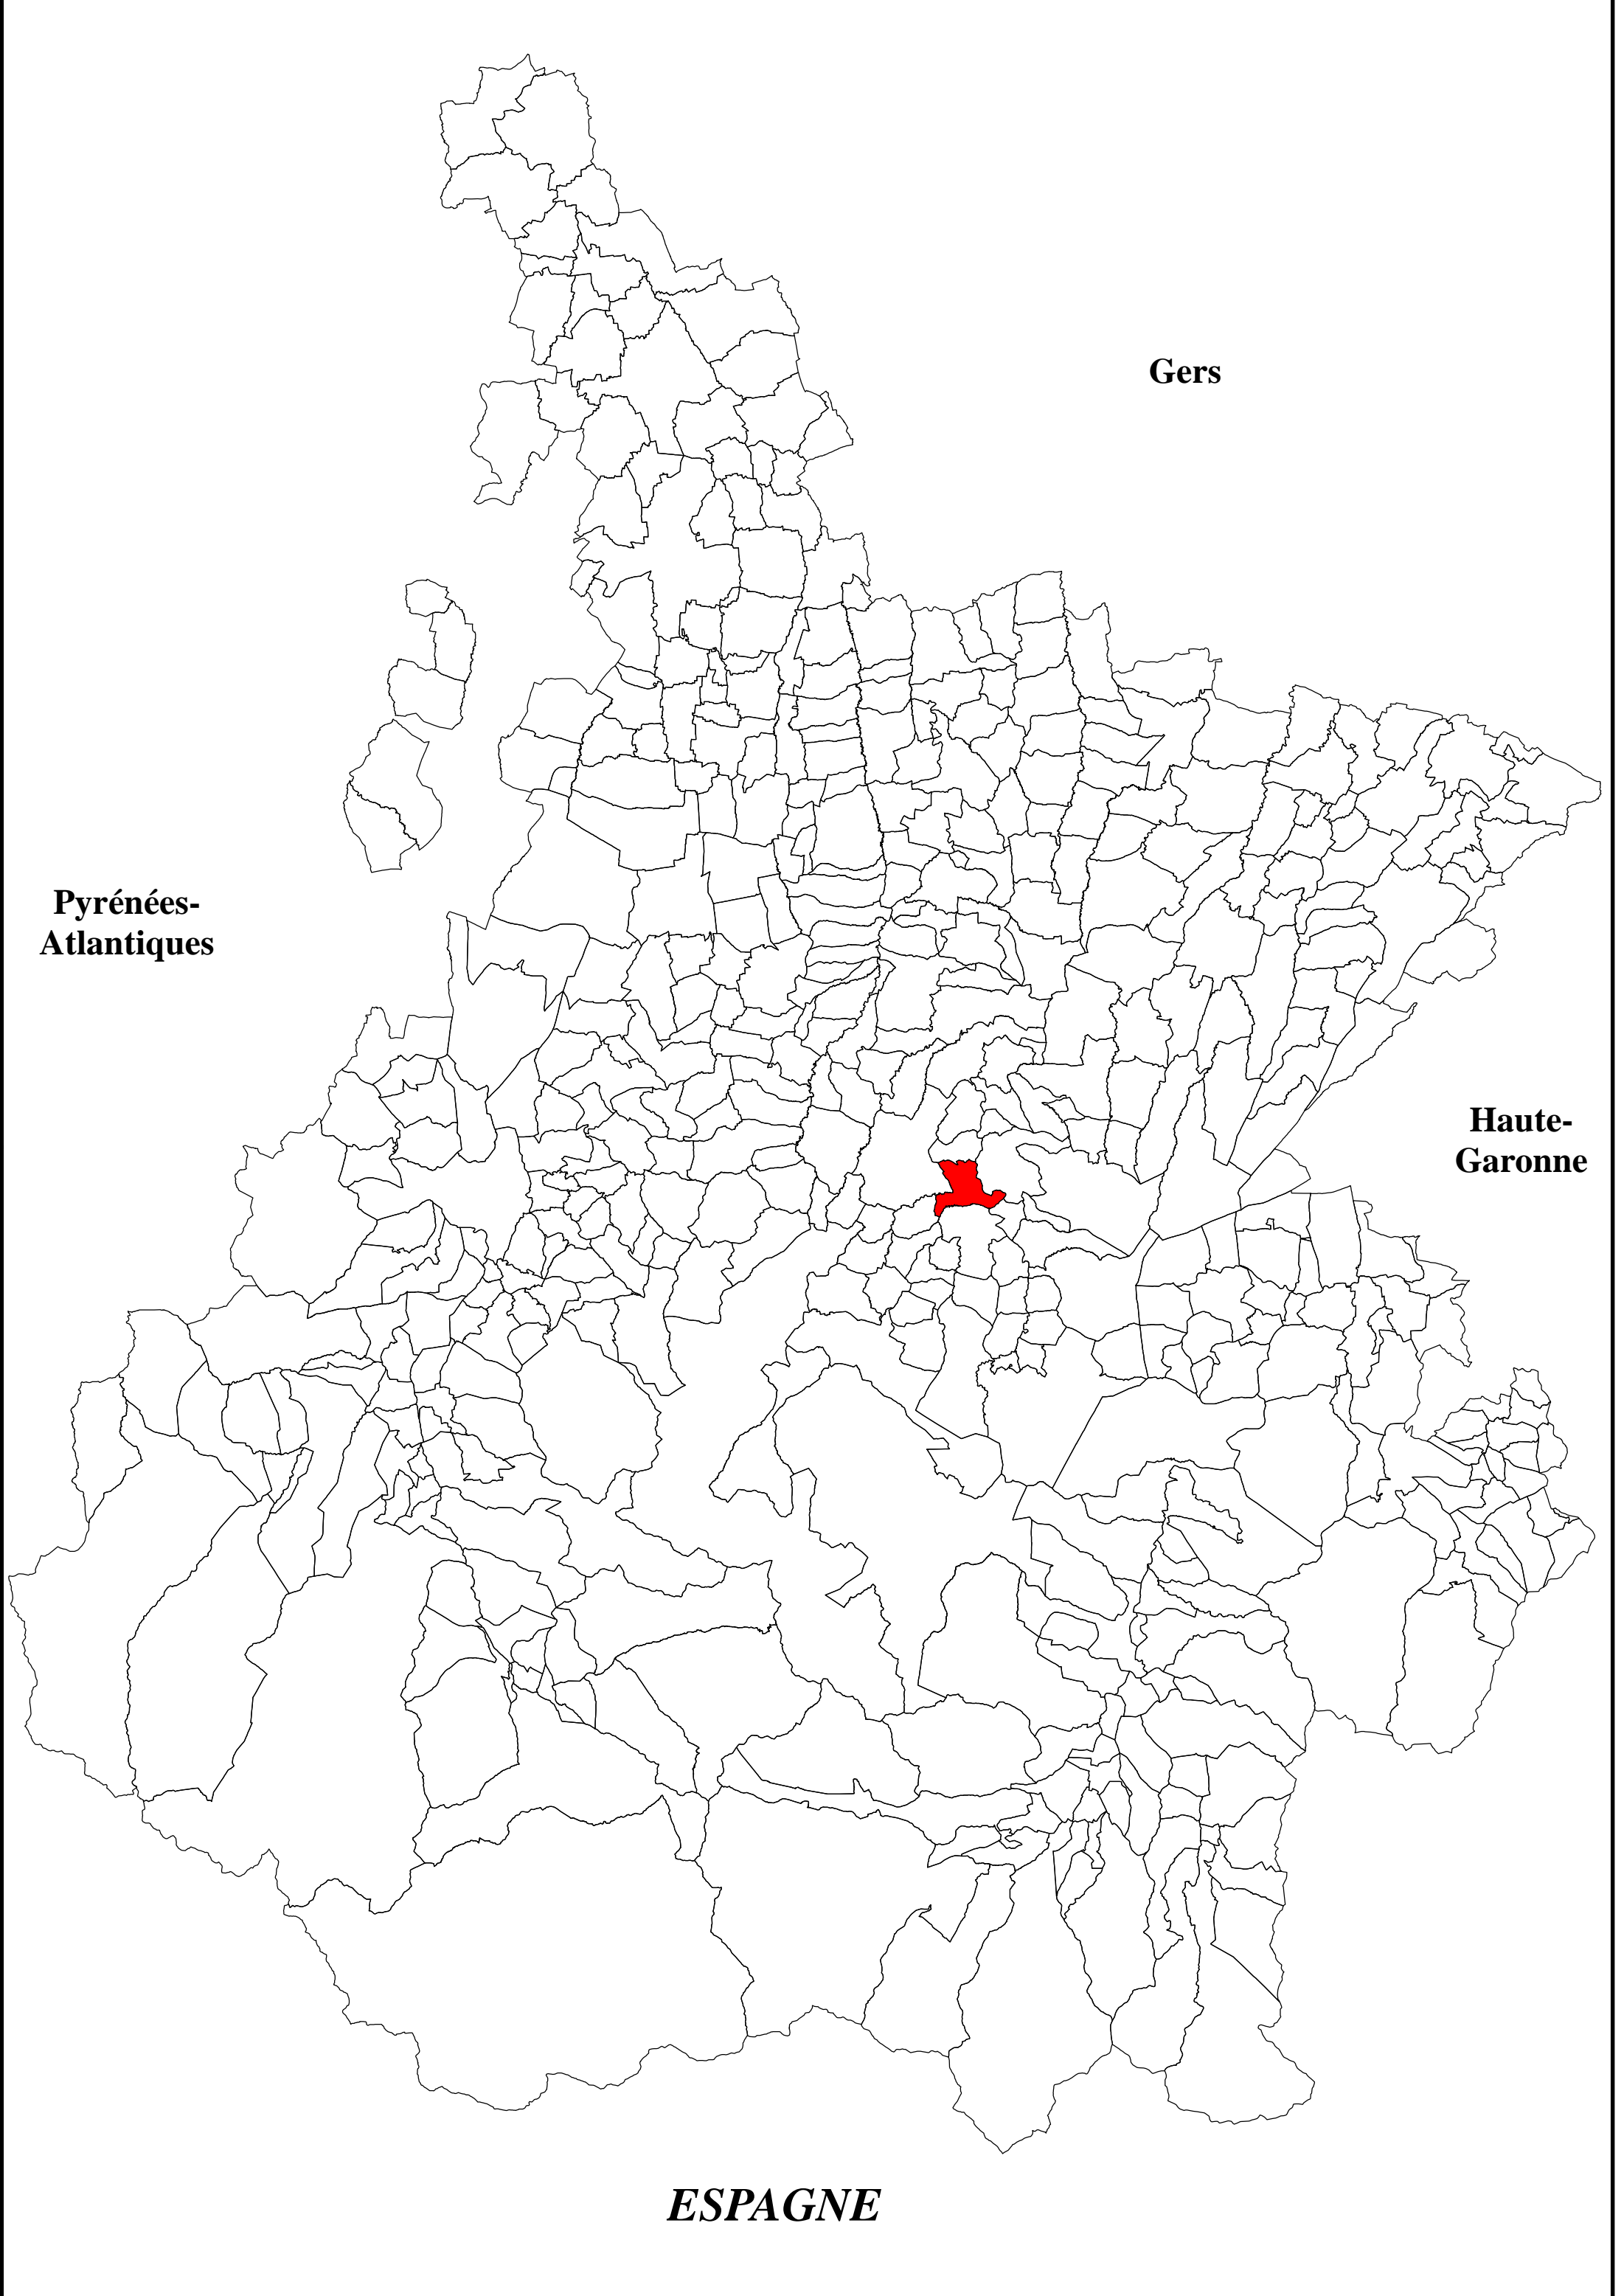 Gers
Pyrénées-
Atlantiques
Haute-
Garonne
ESPAGNE